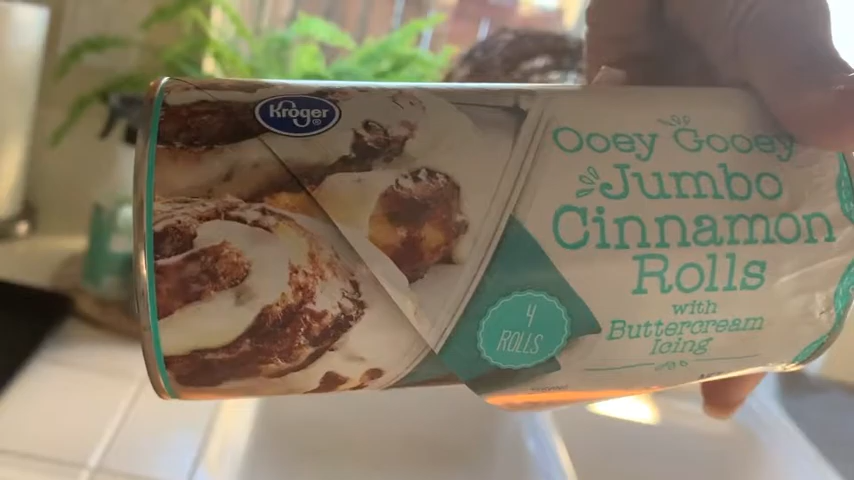 Kroger®
Ooey Gooey
Jumbo
Cinnamon
Rolls
with
Buttercream
Icing
4
ROLLS